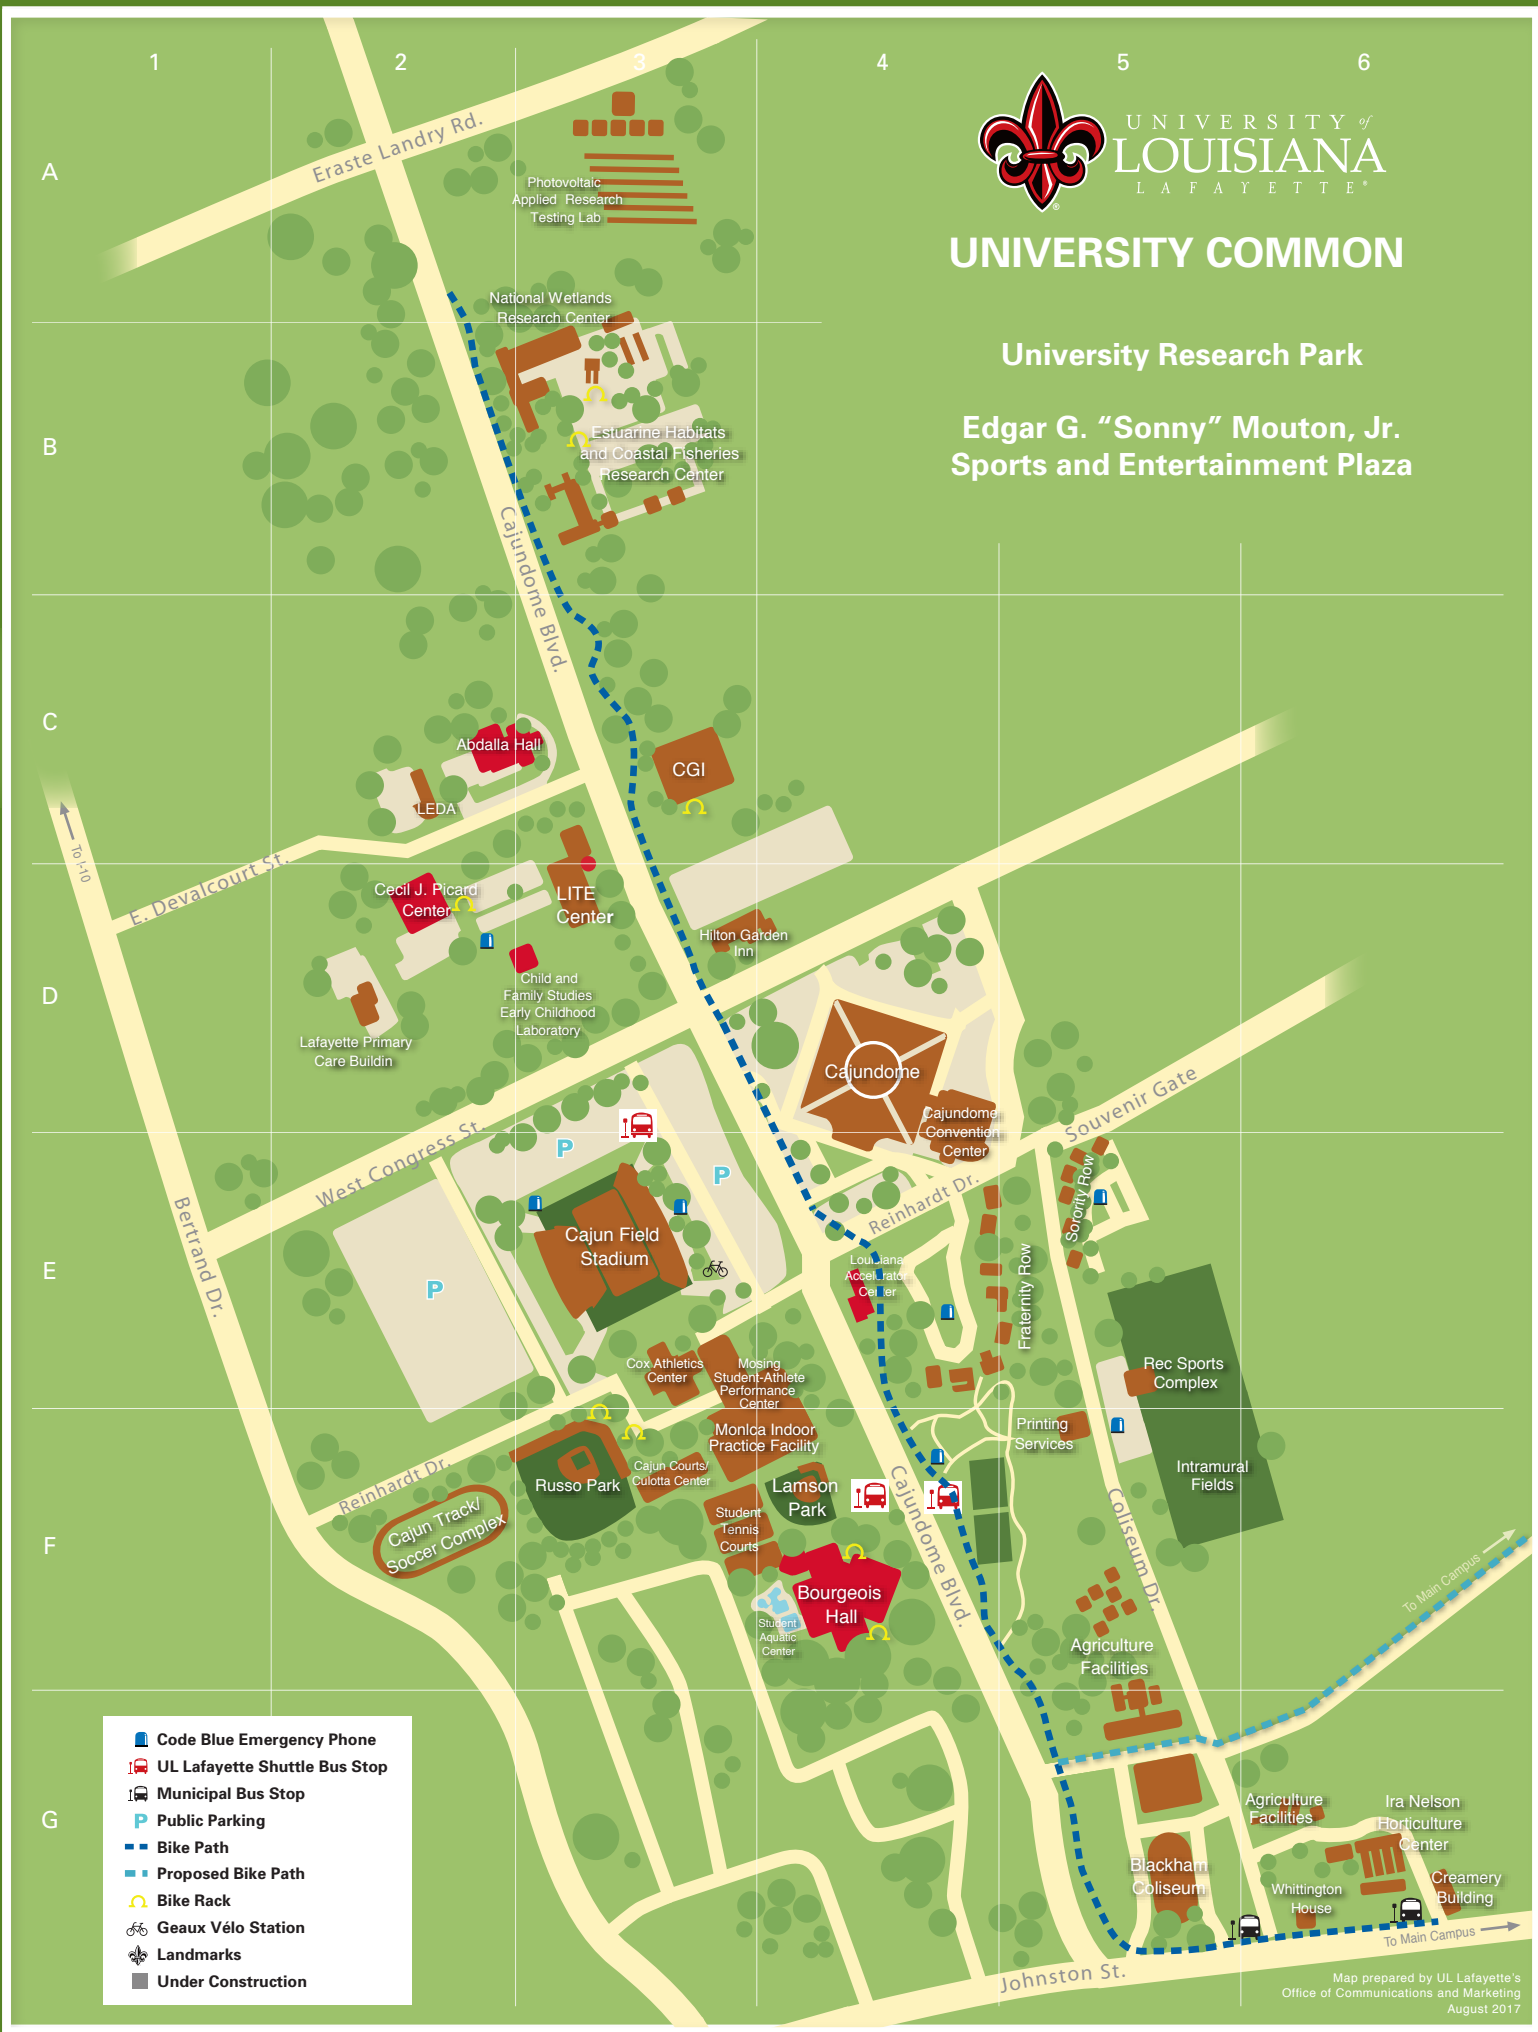 1
2
3
4
5
6
A
B
C
D
E
F
G
UNIVERSITY of
LOUISIANA
LAFAYETTE®
UNIVERSITY COMMON
University Research Park
Edgar G. “Sonny” Mouton, Jr.
Sports and Entertainment Plaza
Eraste Landry Rd.
Photovoltaic
Applied Research
Testing Lab
National Wetlands
Research Center
Estuarine Habitats
and Coastal Fisheries
Research Center
Cajundome Blvd.
Abdalla Hall
CGI
LEDA
To I-10
E. Devalcourt St.
Cecil J. Picard
Center
LITE
Center
Hilton Garden
Inn
Child and
Family Studies
Early Childhood
Laboratory
Lafayette Primary
Care Buildin
Cajundome
Cajundome
Convention
Center
Souvenir Gate
West Congress St.
P
P
P
Bertrand Dr.
Cajun Field
Stadium
Reinhardt Dr.
Sorority Row
Louisiana
Accelerator
Center
Fraternity Row
Rec Sports
Complex
Cox Athletics
Center
Mosing
Student-Athlete
Performance
Center
Monlca Indoor
Practice Facility
Printing
Services
Intramural
Fields
Reinhardt Dr.
Russo Park
Cajun Courts/
Culotta Center
Lamson
Park
Cajun Track/
Soccer Complex
Student
Tennis
Courts
Cajundome Blvd.
Coliseum Dr.
Bourgeois
Hall
Student
Aquatic
Center
To Main Campus
Agriculture
Facilities
Agriculture
Facilities
Ira Nelson
Horticulture
Center
Blackham
Coliseum
Whittington
House
Creamery
Building
To Main Campus
Johnston St.
Code Blue Emergency Phone
UL Lafayette Shuttle Bus Stop
Municipal Bus Stop
P Public Parking
Bike Path
Proposed Bike Path
Bike Rack
Geaux Vélo Station
Landmarks
Under Construction
Map prepared by UL Lafayette’s
Office of Communications and Marketing
August 2017